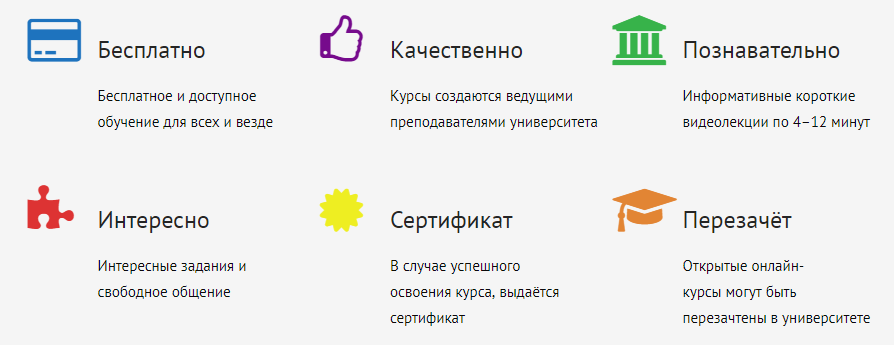 Бесплатно
Бесплатное и доступное
обучение для всех и везде
Качественно
Курсы создаются ведущими
преподавателями университета
Познавательно
Информативные короткие
видеолекции по 4–12 минут
Интересно
Интересные задания и
свободное общение
Сертификат
В случае успешного
освоения курса, выдаётся
сертификат
Перезачёт
Открытые онлайн-
курсы могут быть
перезачтены в университете